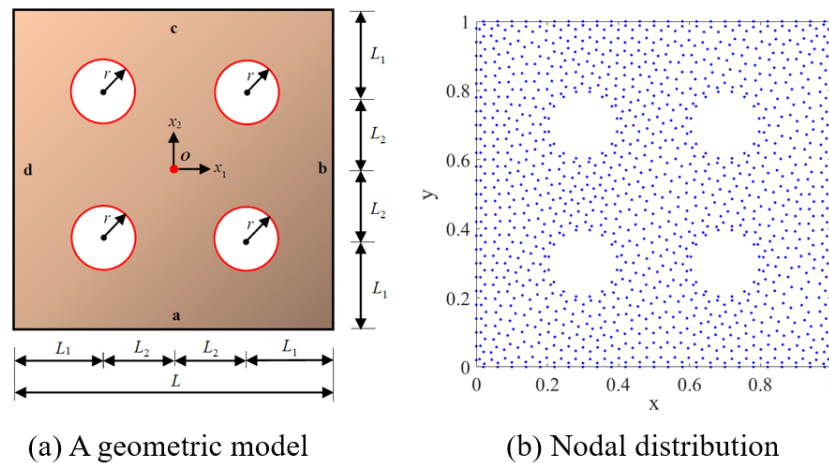 c
r
r
L₁
x₂
L₂
o
x₁
d
b
L₂
r
r
L₁
a
L₁
L₂
L₂
L₁
L
1
0.8
0.6
y
0.4
0.2
0
0 0.2 0.4 0.6 0.8
x
(a) A geometric model
(b) Nodal distribution